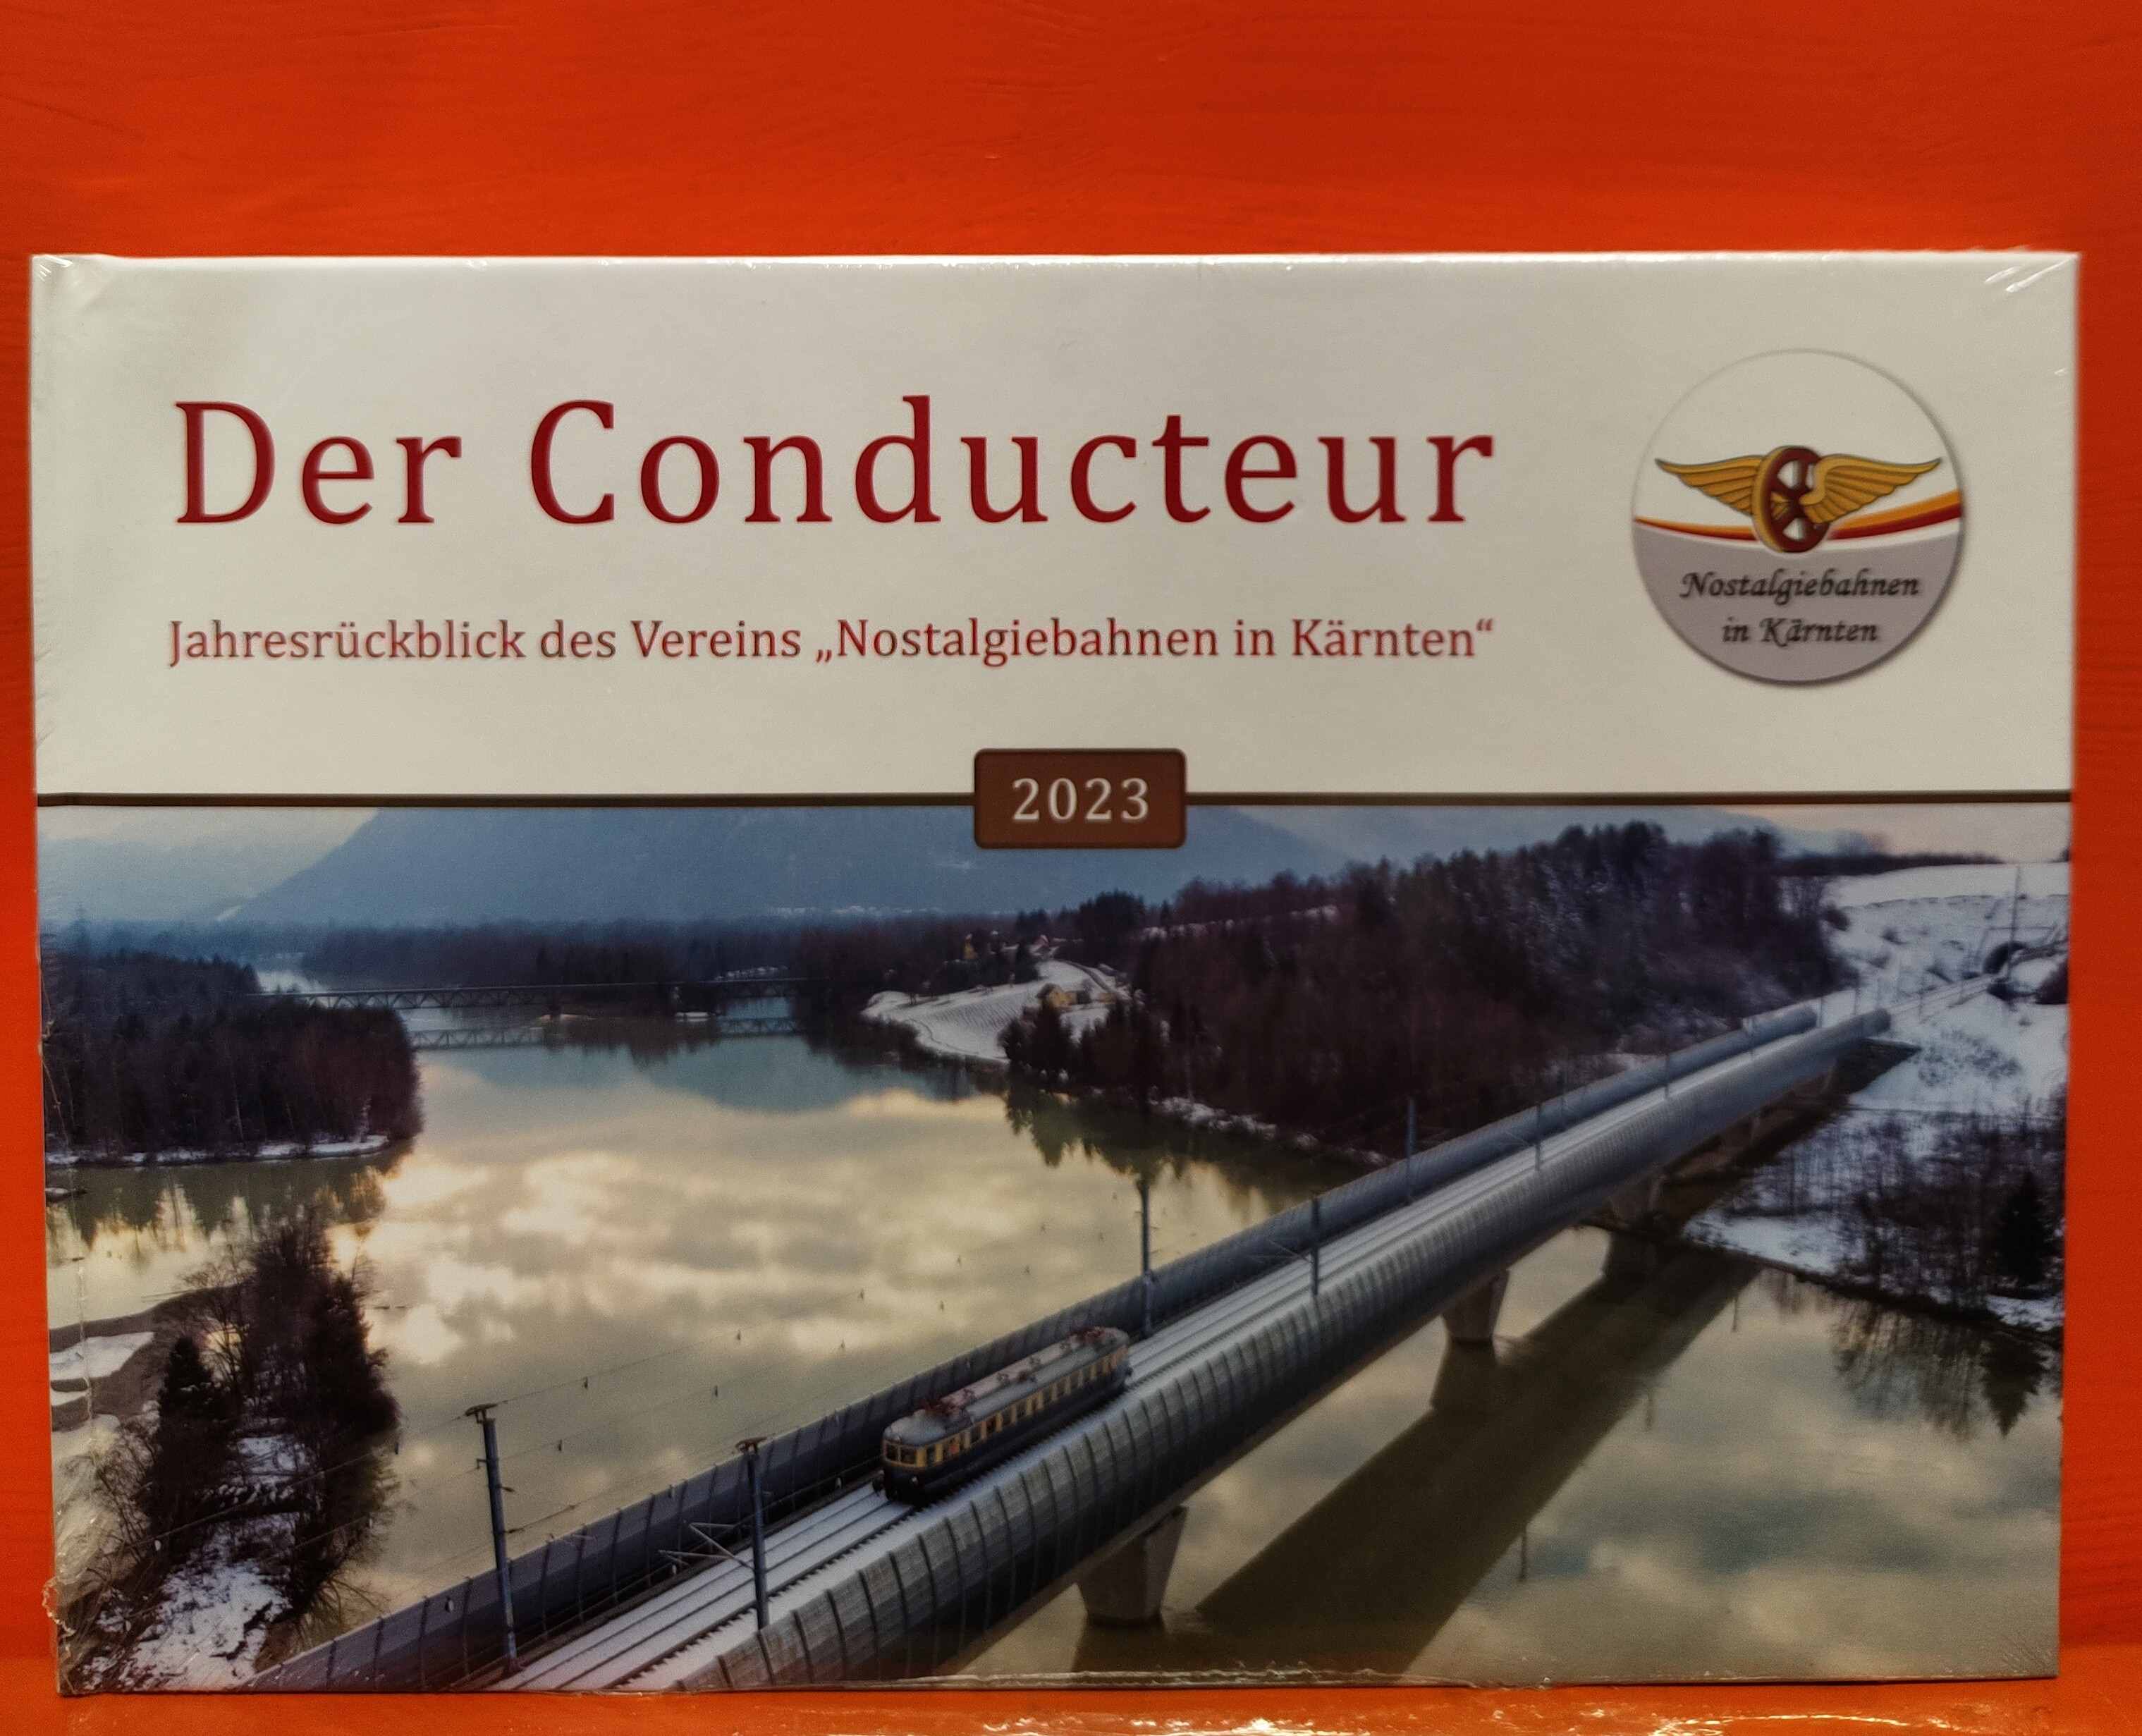 Der Conducteur
Jahresrückblick des Vereins „Nostalgiebahnen in Kärnten“
Nostalgiebahnen
in Kärnten
2023